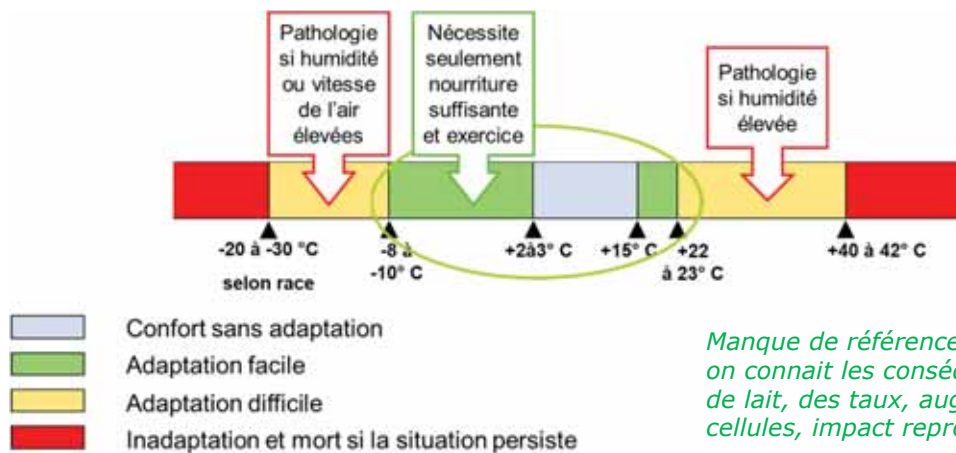 Pathologie
si humidité
ou vitesse
de l'air
élevées
Nécessite
seulement
nourriture
suffisante
et exercice
Pathologie
si humidité
élevée
-20 à -30 °C
selon race
-8 à
-10° C
+2à3° C
+15° C
+22
à 23° C
+40 à 42° C
Confort sans adaptation
Adaptation facile
Adaptation difficile
Inadaptation et mort si la situation persiste
Manque de référence
on connait les conséq
de lait, des taux, aug
cellules, impact repro